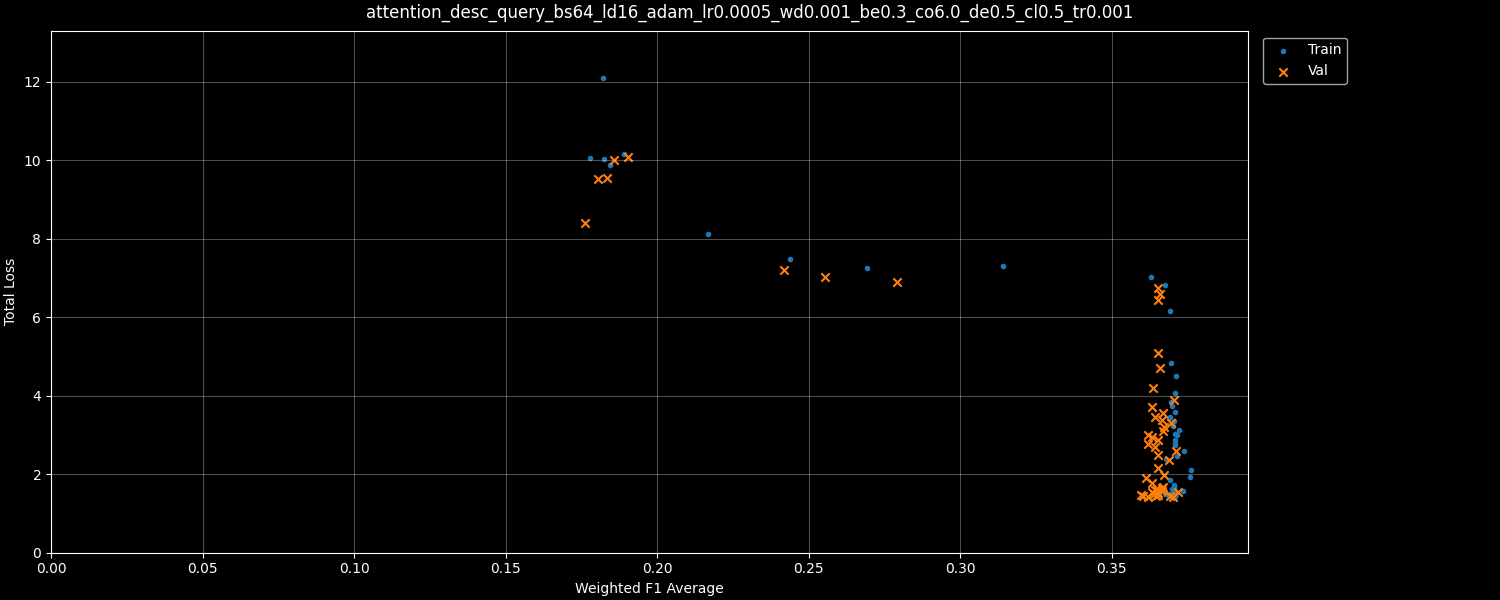 attention_desc_query_bs64_ld16_adam_lr0.0005_wd0.001_be0.3_co6.0_de0.5_cl0.5_tr0.001
Train
Val
12
10
8
6
4
2
0
Total Loss
0.00 0.05 0.10 0.15 0.20 0.25 0.30 0.35
Weighted F1 Average